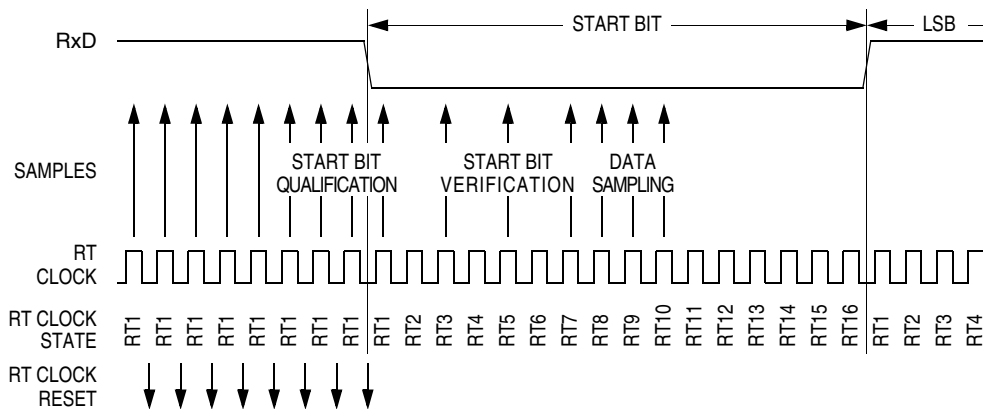 START BIT LSB
RxD
SAMPLES
START BIT QUALIFICATION
START BIT VERIFICATION
DATA SAMPLING
RT CLOCK
RT CLOCK STATE
RT1 RT1 RT1 RT1 RT1 RT1 RT1 RT1 RT1 RT2 RT3 RT4 RT5 RT6 RT7 RT8 RT9 RT10 RT11 RT12 RT13 RT14 RT15 RT16 RT1 RT2 RT3 RT4
RT CLOCK RESET